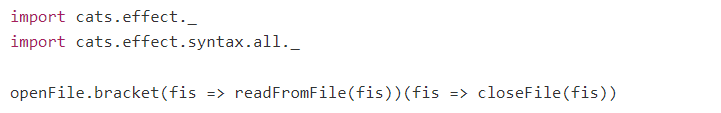 import cats.effect._
import cats.effect.syntax.all._
openFile.bracket(fis => readFromFile(fis))(fis => closeFile(fis))